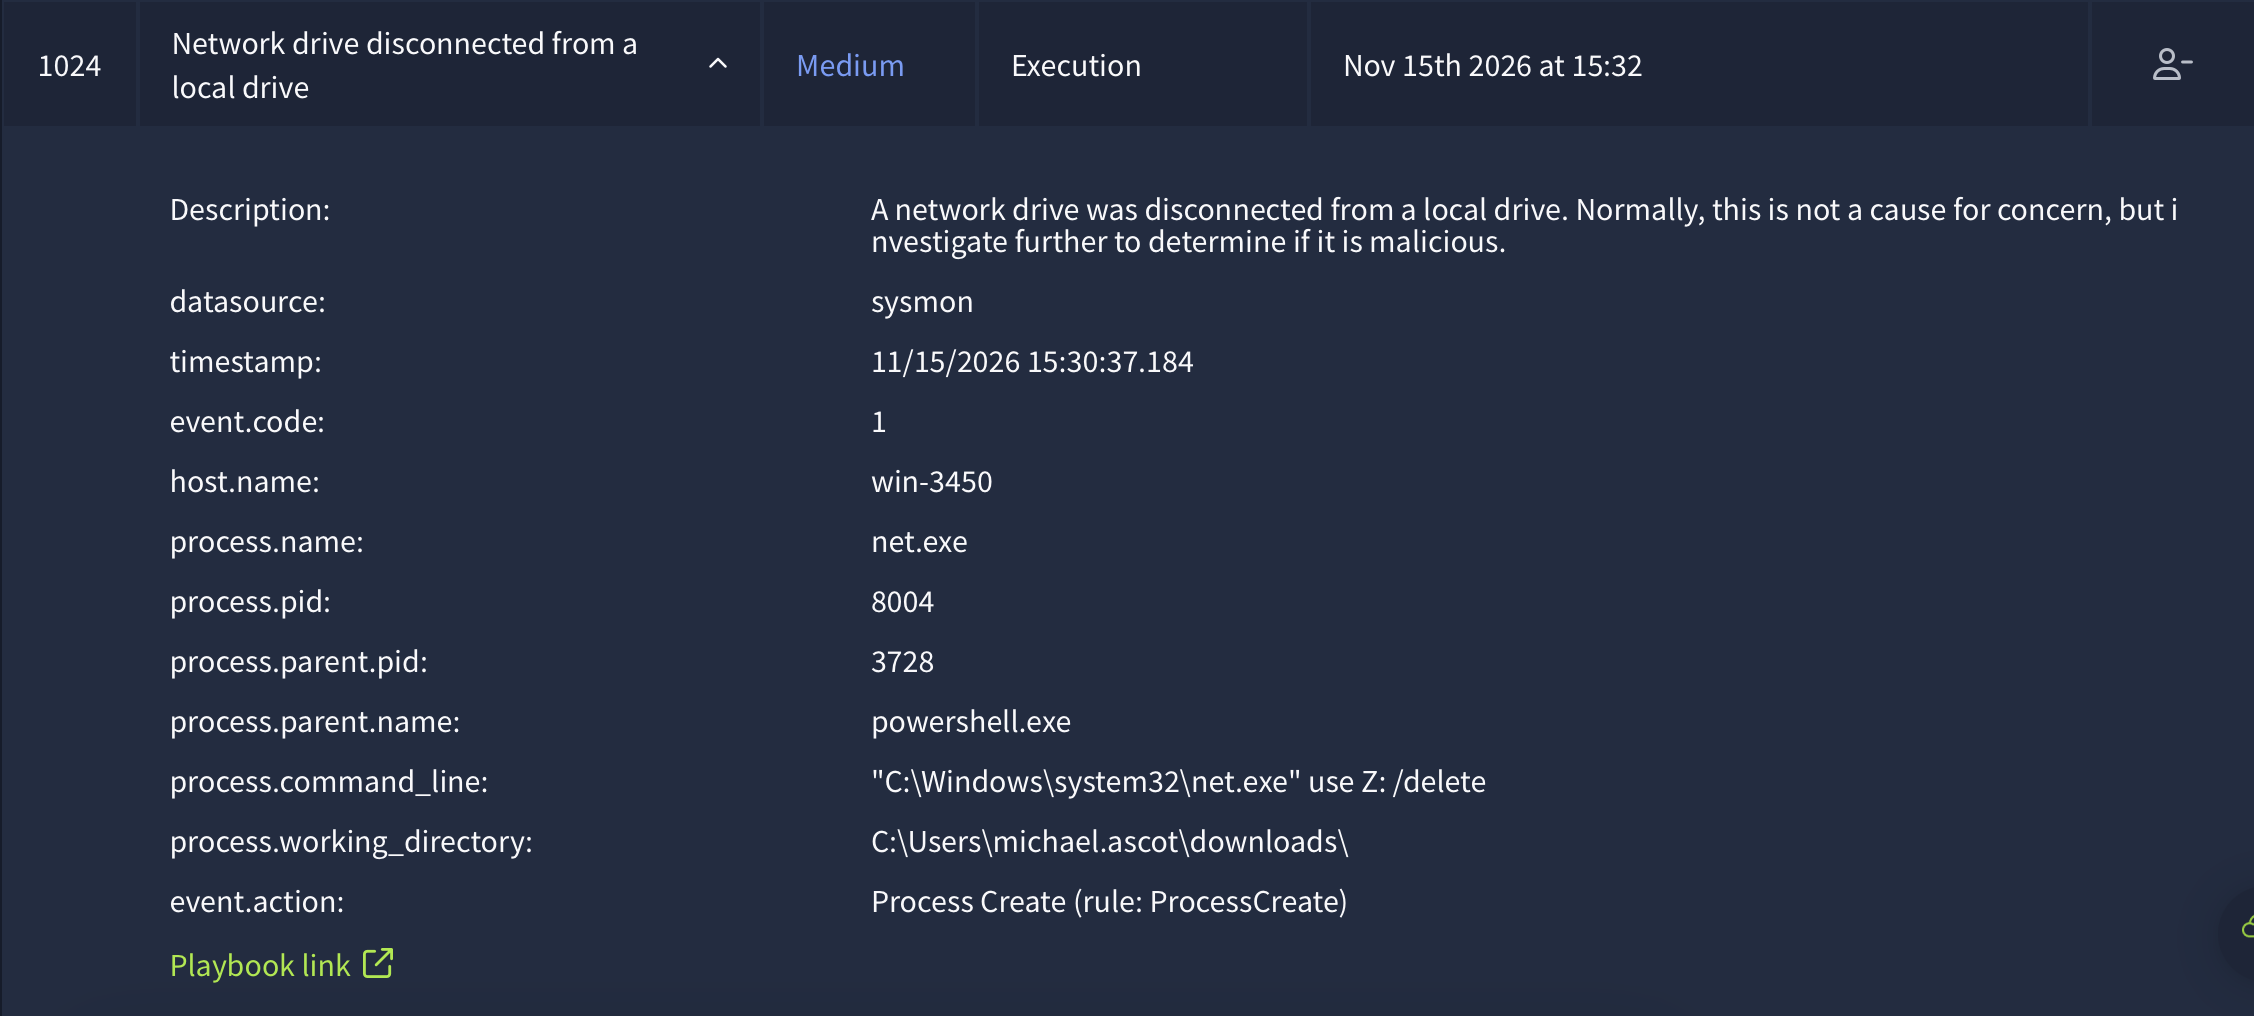 1024
Network drive disconnected from a
local drive
Medium
Execution
Nov 15th 2026 at 15:32
Description:
A network drive was disconnected from a local drive. Normally, this is not a cause for concern, but i
nvestigate further to determine if it is malicious.
datasource:
sysmon
timestamp:
11/15/2026 15:30:37.184
event.code:
1
host.name:
win-3450
process.name:
net.exe
process.pid:
8004
process.parent.pid:
3728
process.parent.name:
powershell.exe
process.command_line:
"C:\Windows\system32\net.exe" use Z: /delete
process.working_directory:
C:\Users\michael.ascot\downloads\
event.action:
Process Create (rule: ProcessCreate)
Playbook link